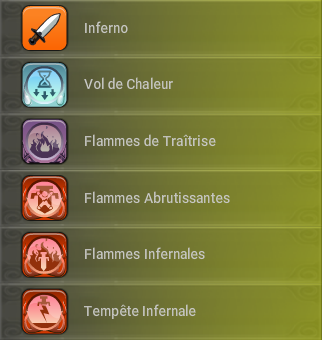 Inferno
Vol de Chaleur
Flammes de Traîtrise
Flammes Abrutissantes
Flammes Infernales
Tempête Infernale